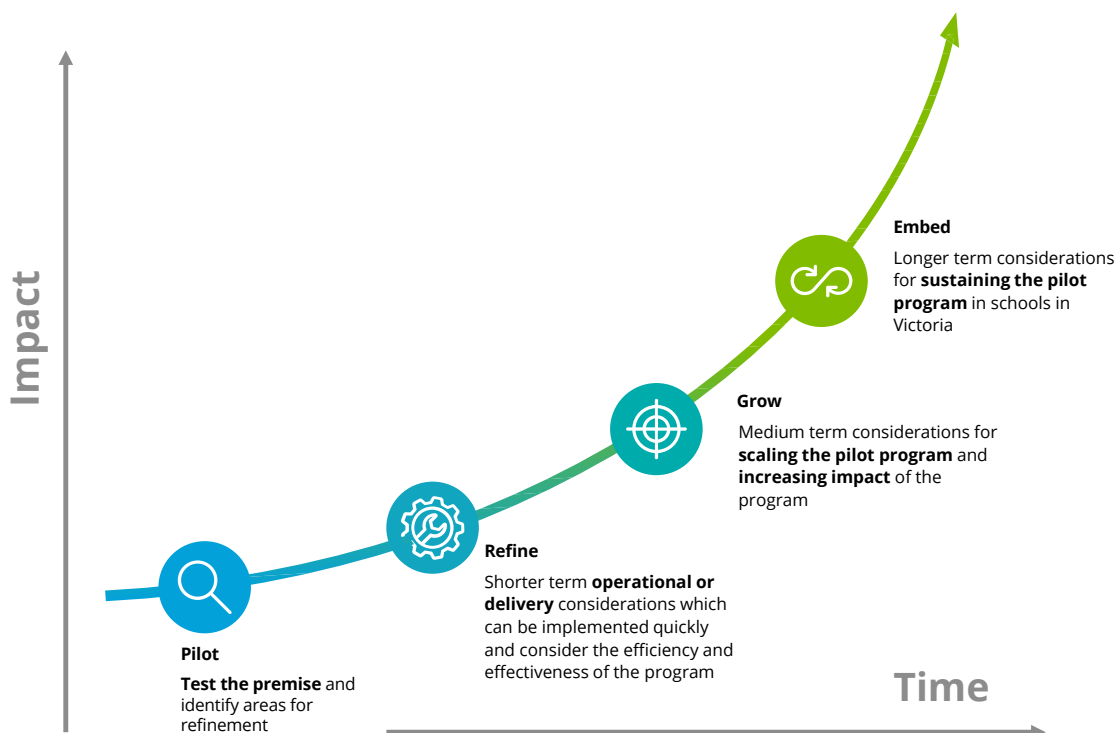 Impact
Embed
Longer term considerations
for sustaining the pilot
program in schools in
Victoria
Grow
Medium term considerations for
scaling the pilot program and
increasing impact of the
program
Refine
Shorter term operational or
delivery considerations which
can be implemented quickly
and consider the efficiency and
effectiveness of the program
Pilot
Test the premise and
identify areas for
refinement
Time